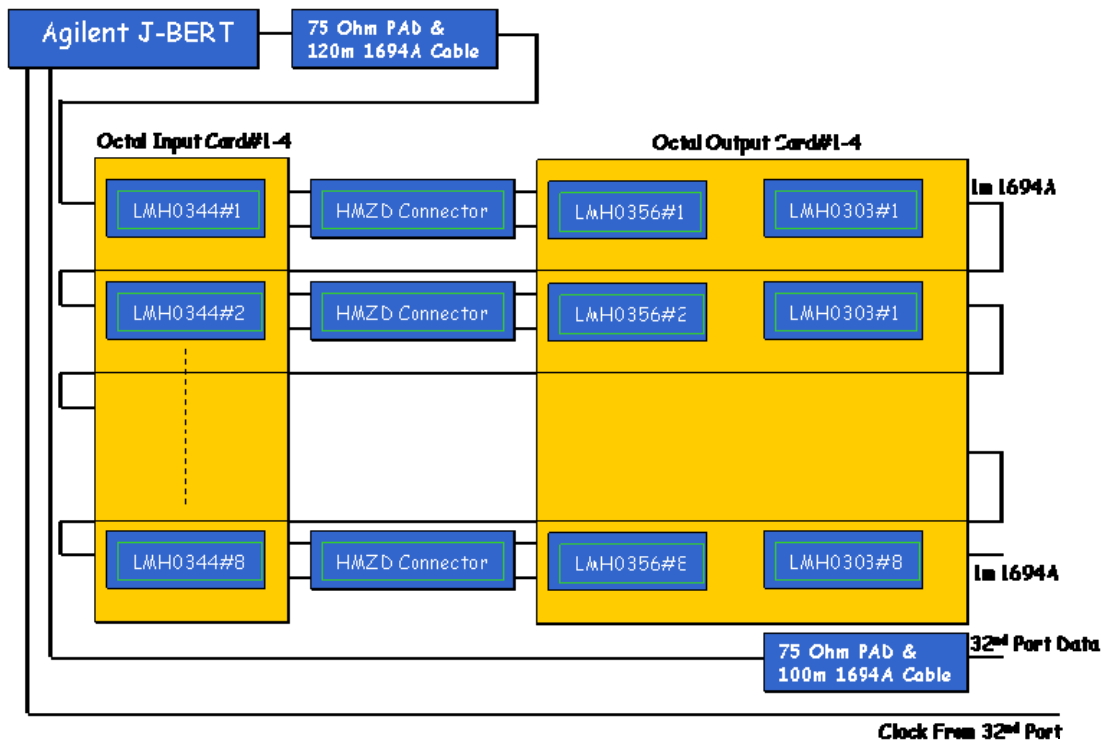 Agilent J-BERT
75 Ohm PAD &
120m 1694A Cable
Octal Input Card#1-4
Octal Output Card#1-4
LMH0344#1
HMZD Connector
LMH0356#1
LMH0303#1
1m 1694A
LMH0344#2
HMZD Connector
LMH0356#2
LMH0303#1
LMH0344#8
HMZD Connector
LMH0356#8
LMH0303#8
1m 1694A
75 Ohm PAD &
100m 1694A Cable
32nd Port Data
Clock From 32nd Port